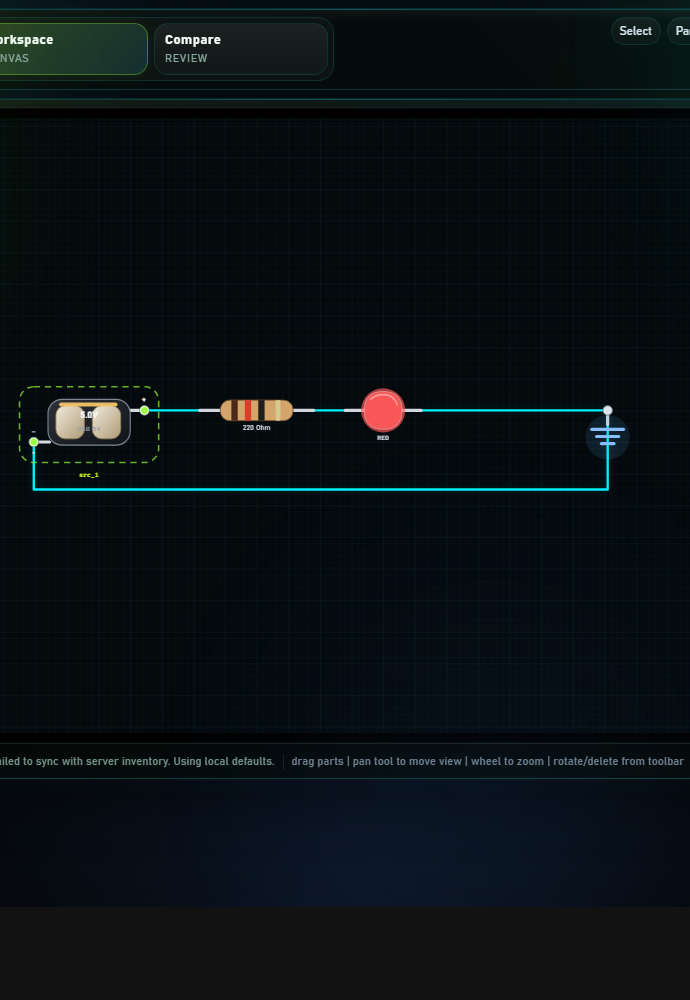 orkspace
NVAS
Compare
REVIEW
Select
Pa
+
5.0V
-
220 Ohm
RED
src_1
iled to sync with server inventory. Using local defaults.
drag parts | pan tool to move view | wheel to zoom | rotate/delete from toolbar